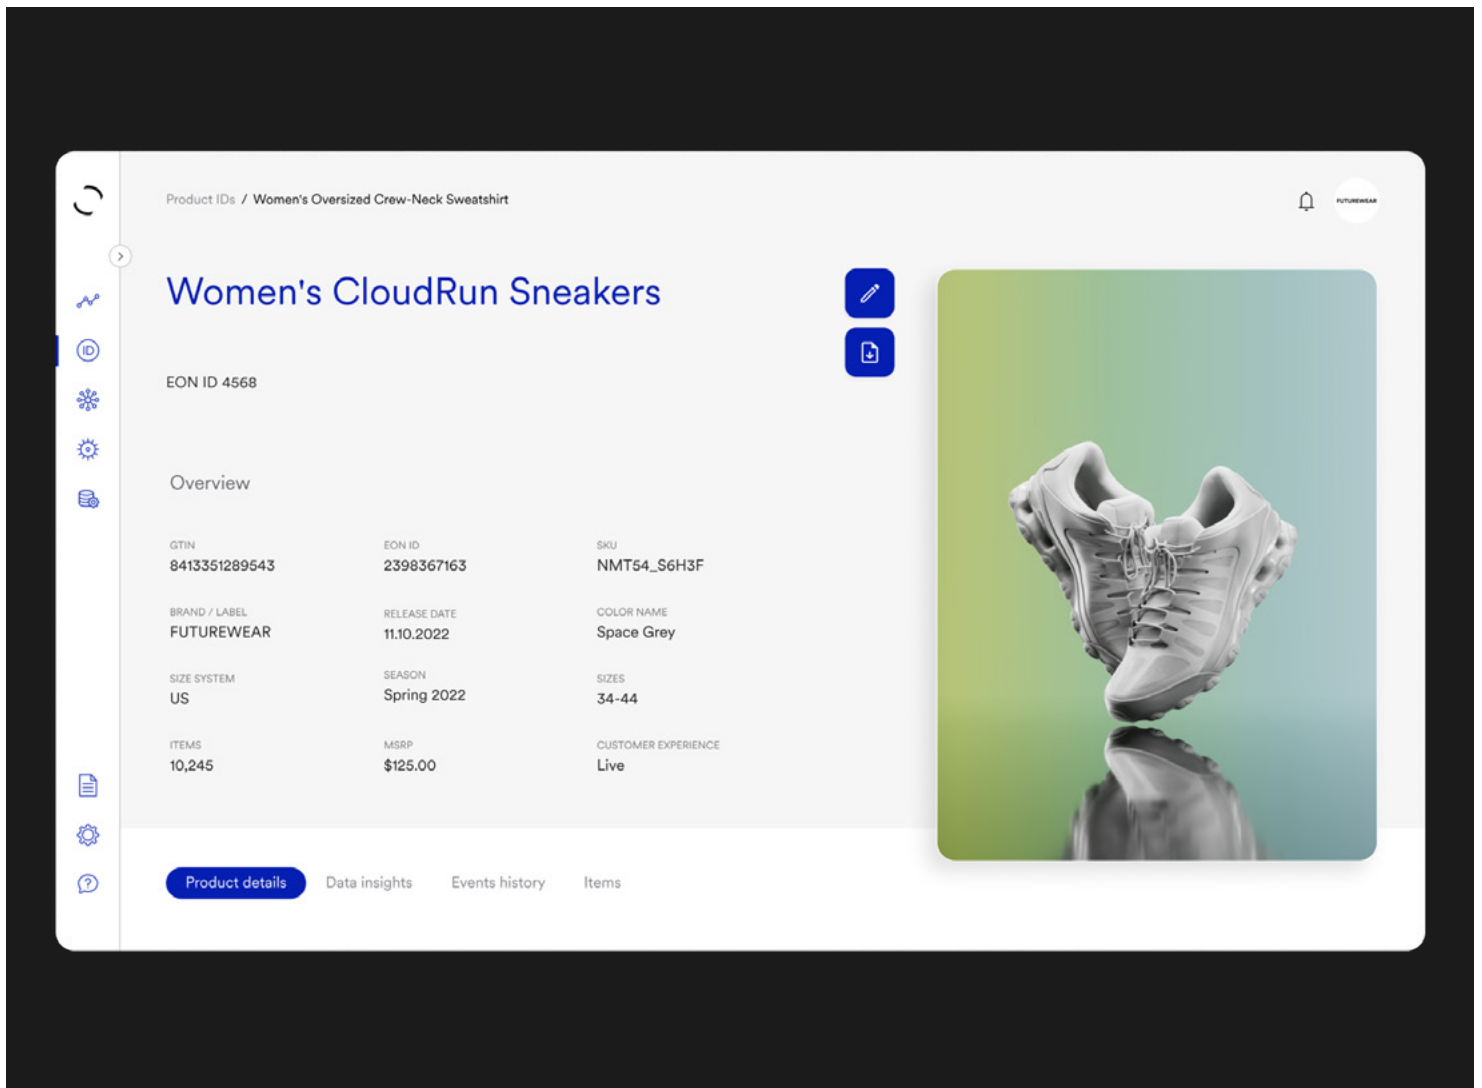 Product IDs / Women's Oversized Crew-Neck Sweatshirt
FUTUREWEAR
Women's CloudRun Sneakers
EON ID 4568
ID
Overview
GTIN
8413351289543
EON ID
2398367163
SKU
NMT54_S6H3F
BRAND / LABEL
FUTUREWEAR
RELEASE DATE
11.10.2022
COLOR NAME
Space Grey
SIZE SYSTEM
US
SEASON
Spring 2022
SIZES
34-44
ITEMS
10,245
MSRP
$125.00
CUSTOMER EXPERIENCE
Live
Product details
Data insights
Events history
Items